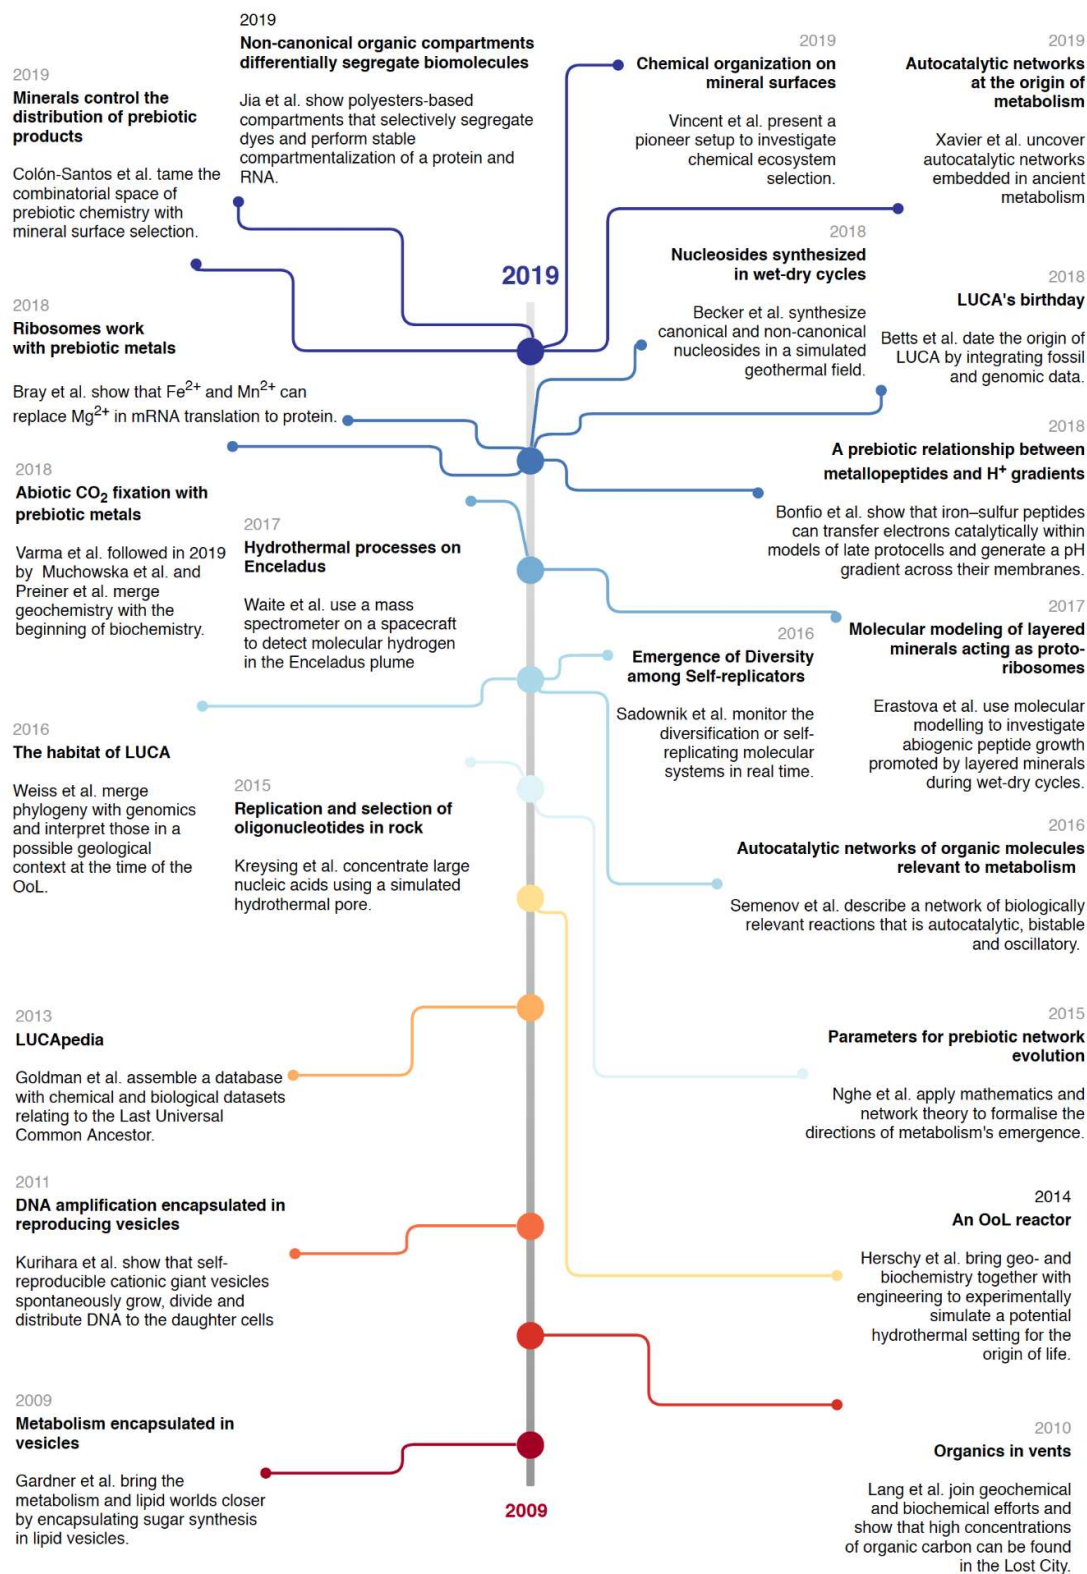 2019
Non-canonical organic compartments
differentially segregate biomolecules
Jia et al. show polyesters-based
compartments that selectively segregate
dyes and perform stable
compartmentalization of a protein and
RNA.
2019
Chemical organization on
mineral surfaces
Vincent et al. present a
pioneer setup to investigate
chemical ecosystem
selection.
2019
Autocatalytic networks
at the origin of
metabolism
Xavier et al. uncover
autocatalytic networks
embedded in ancient
metabolism
2019
Minerals control the
distribution of prebiotic
products
Colón-Santos et al. tame the
combinatorial space of
prebiotic chemistry with
mineral surface selection.
2019
2018
Nucleosides synthesized
in wet-dry cycles
Becker et al. synthesize
canonical and non-canonical
nucleosides in a simulated
geothermal field.
2018
LUCA's birthday
Betts et al. date the origin of
LUCA by integrating fossil
and genomic data.
2018
Ribosomes work
with prebiotic metals
Bray et al. show that Fe²⁺ and Mn²⁺ can
replace Mg²⁺ in mRNA translation to protein.
2018
A prebiotic relationship between
metallopeptides and H⁺ gradients
Bonfio et al. show that iron–sulfur peptides
can transfer electrons catalytically within
models of late protocells and generate a pH
gradient across their membranes.
2018
Abiotic CO₂ fixation with
prebiotic metals
Varma et al. followed in 2019
by Muchowska et al. and
Preiner et al. merge
geochemistry with the
beginning of biochemistry.
2017
Hydrothermal processes on
Enceladus
Waite et al. use a mass
spectrometer on a spacecraft
to detect molecular hydrogen
in the Enceladus plume
2017
Molecular modeling of layered
minerals acting as proto-
ribosomes
Erastova et al. use molecular
modelling to investigate
abiogenic peptide growth
promoted by layered minerals
during wet-dry cycles.
2016
Emergence of Diversity
among Self-replicators
Sadownik et al. monitor the
diversification or self-
replicating molecular
systems in real time.
2016
The habitat of LUCA
Weiss et al. merge
phylogeny with genomics
and interpret those in a
possible geological
context at the time of the
OoL.
2015
Replication and selection of
oligonucleotides in rock
Kreysing et al. concentrate large
nucleic acids using a simulated
hydrothermal pore.
2016
Autocatalytic networks of organic molecules
relevant to metabolism
Semenov et al. describe a network of biologically
relevant reactions that is autocatalytic, bistable
and oscillatory.
2015
Parameters for prebiotic network
evolution
Nghe et al. apply mathematics and
network theory to formalise the
directions of metabolism's emergence.
2013
LUCApedia
Goldman et al. assemble a database
with chemical and biological datasets
relating to the Last Universal
Common Ancestor.
2011
DNA amplification encapsulated in
reproducing vesicles
Kurihara et al. show that self-
reproducible cationic giant vesicles
spontaneously grow, divide and
distribute DNA to the daughter cells
2014
An OoL reactor
Herschy et al. bring geo- and
biochemistry together with
engineering to experimentally
simulate a potential
hydrothermal setting for the
origin of life.
2009
Metabolism encapsulated in
vesicles
Gardner et al. bring the
metabolism and lipid worlds closer
by encapsulating sugar synthesis
in lipid vesicles.
2009
2010
Organics in vents
Lang et al. join geochemical
and biochemical efforts and
show that high concentrations
of organic carbon can be found
in the Lost City.